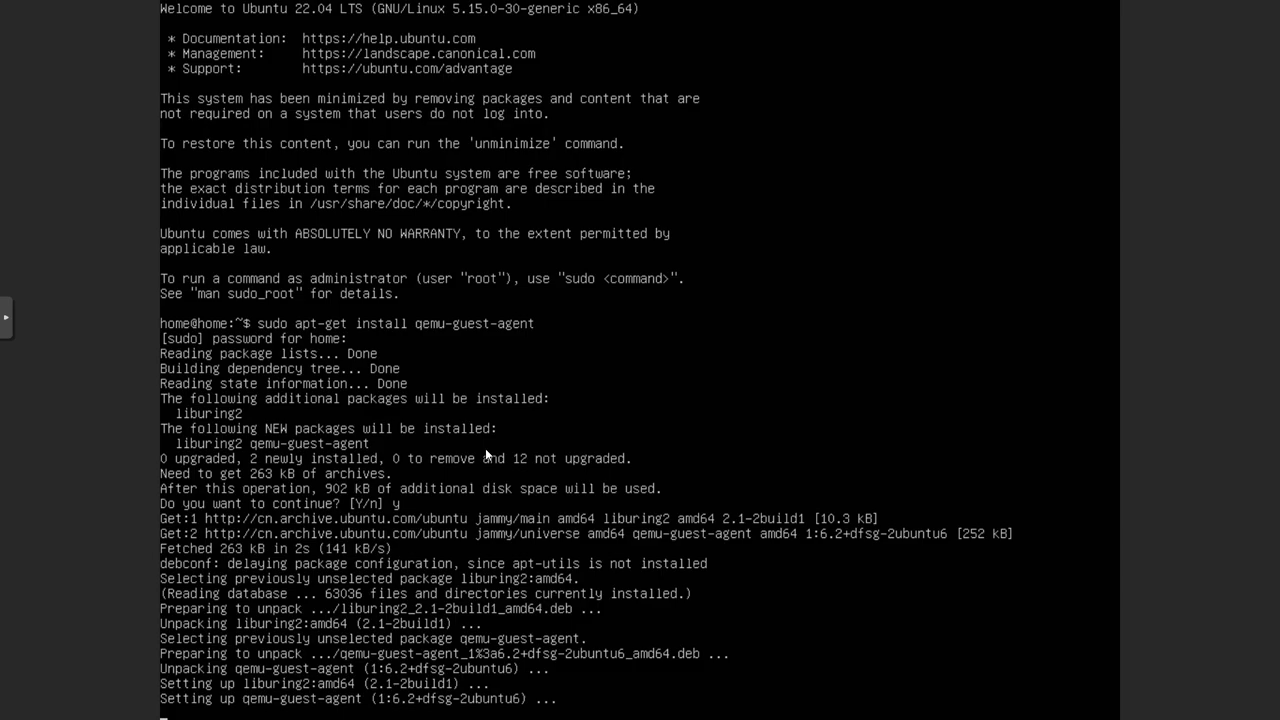 Welcome to Ubuntu 22.04 LTS (GNU/Linux 5.15.0-30-generic x86_64)
* Documentation: https://help.ubuntu.com
* Management: https://landscape.canonical.com
* Support: https://ubuntu.com/advantage
This system has been minimized by removing packages and content that are
not required on a system that users do not log into.
To restore this content, you can run the 'unminimize' command.
The programs included with the Ubuntu system are free software;
the exact distribution terms for each program are described in the
individual files in /usr/share/doc/*/copyright.
Ubuntu comes with ABSOLUTELY NO WARRANTY, to the extent permitted by
applicable law.
To run a command as administrator (user "root"), use "sudo <command>".
See "man sudo_root" for details.
home@home:~$ sudo apt-get install qemu-guest-agent
[sudo] password for home:
Reading package lists... Done
Building dependency tree... Done
Reading state information... Done
The following additional packages will be installed:
liburing2
The following NEW packages will be installed:
liburing2 qemu-guest-agent
0 upgraded, 2 newly installed, 0 to remove and 12 not upgraded.
Need to get 263 kB of archives.
After this operation, 902 kB of additional disk space will be used.
Do you want to continue? [Y/n] y
Get:1 http://cn.archive.ubuntu.com/ubuntu jammy/main amd64 liburing2 amd64 2.1-2build1 [10.3 kB]
Get:2 http://cn.archive.ubuntu.com/ubuntu jammy/universe amd64 qemu-guest-agent amd64 1:6.2+dfsg-2ubuntu6 [252 kB]
Fetched 263 kB in 2s (141 kB/s)
debconf: delaying package configuration, since apt-utils is not installed
Selecting previously unselected package liburing2:amd64.
(Reading database ... 63036 files and directories currently installed.)
Preparing to unpack .../liburing2_2.1-2build1_amd64.deb ...
Unpacking liburing2:amd64 (2.1-2build1) ...
Selecting previously unselected package qemu-guest-agent.
Preparing to unpack .../qemu-guest-agent_1%3a6.2+dfsg-2ubuntu6_amd64.deb ...
Unpacking qemu-guest-agent (1:6.2+dfsg-2ubuntu6) ...
Setting up liburing2:amd64 (2.1-2build1) ...
Setting up qemu-guest-agent (1:6.2+dfsg-2ubuntu6) ...